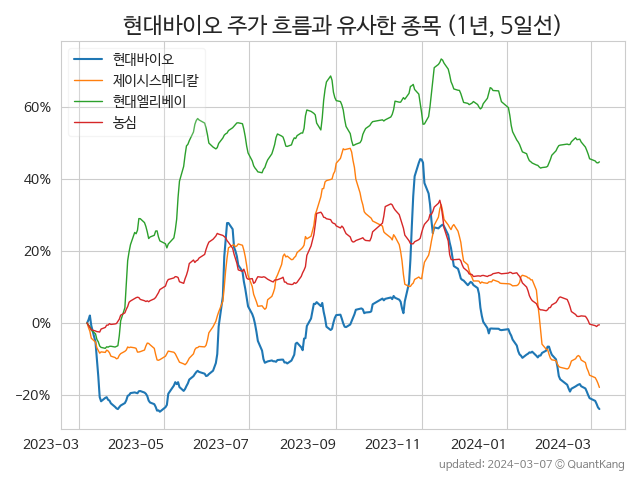 현대바이오 주가 흐름과 유사한 종목 (1년, 5일선)
현대바이오
제이시스메디칼
현대엘리베이
농심
60%
40%
20%
0%
−20%
2023-03
2023-05
2023-07
2023-09
2023-11
2024-01
2024-03
updated: 2024-03-07 © QuantKang